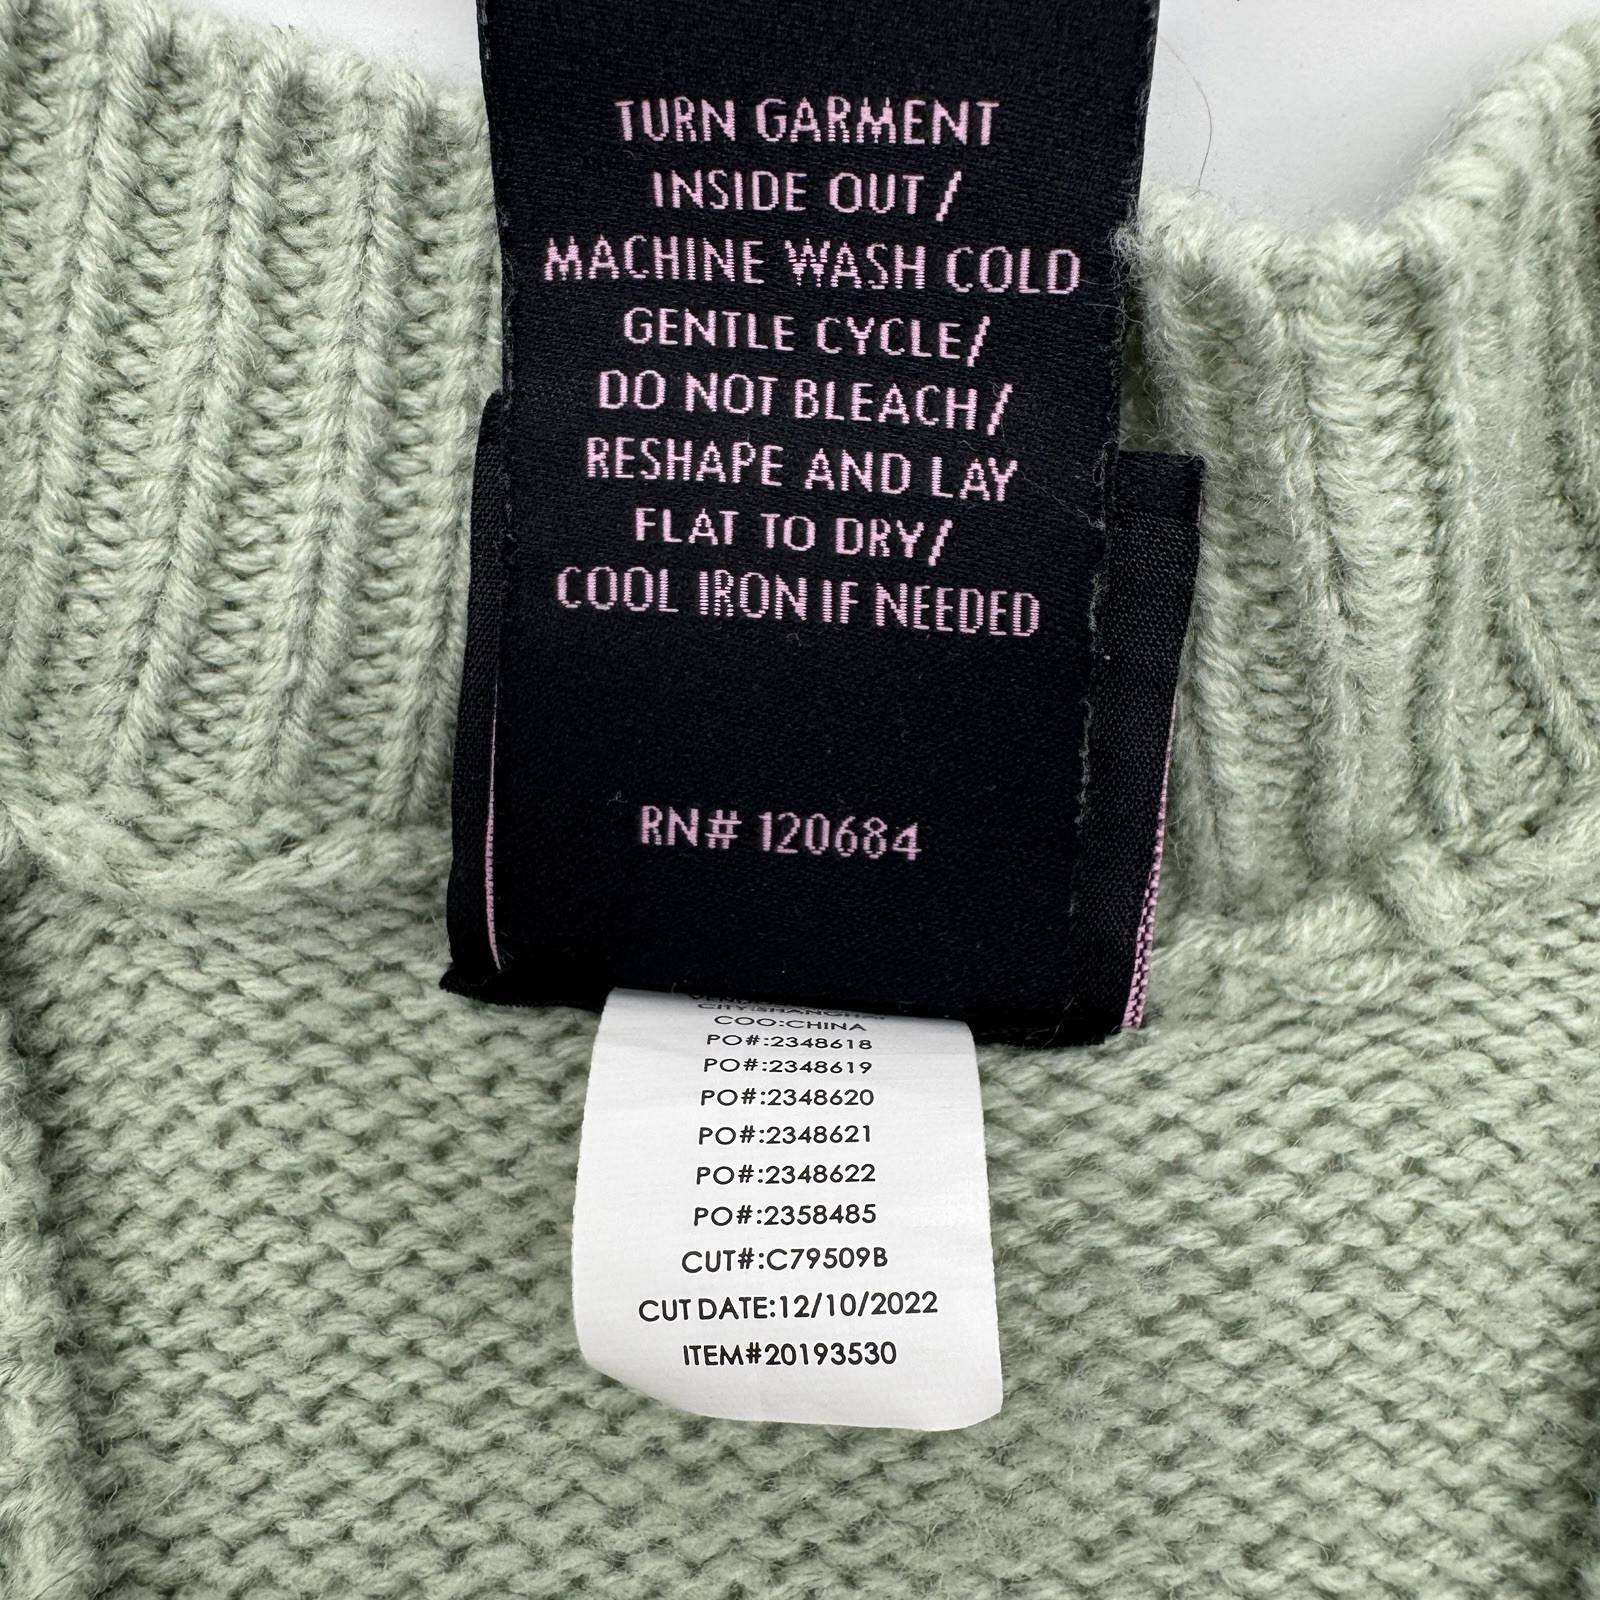 TURN GARMENT
INSIDE OUT/
MACHINE WASH COLD
GENTLE CYCLE/
DO NOT BLEACH/
RESHAPE AND LAY
FLAT TO DRY/
COOL IRON IF NEEDED
RN# 120684
CITY:SHANGHAI
COO:CHINA
PO#:2348618
PO#:2348619
PO#:2348620
PO#:2348621
PO#:2348622
PO#:2358485
CUT#:C79509B
CUT DATE:12/10/2022
ITEM#20193530